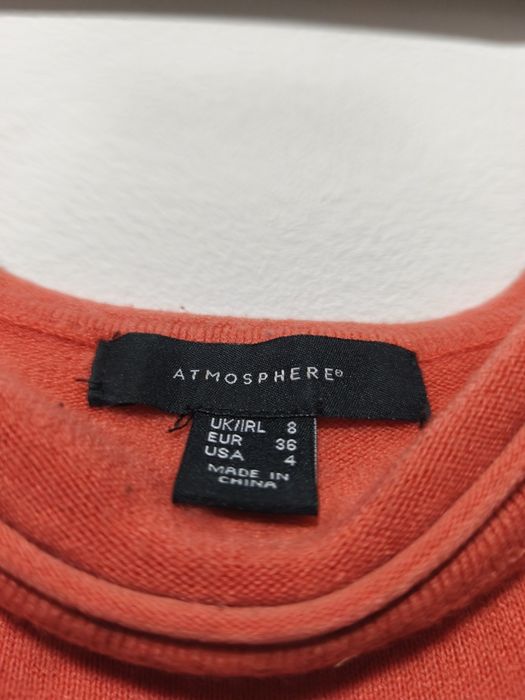 ATMOSPHERE®
UK/IRL 8
EUR 36
USA 4
MADE IN
CHINA